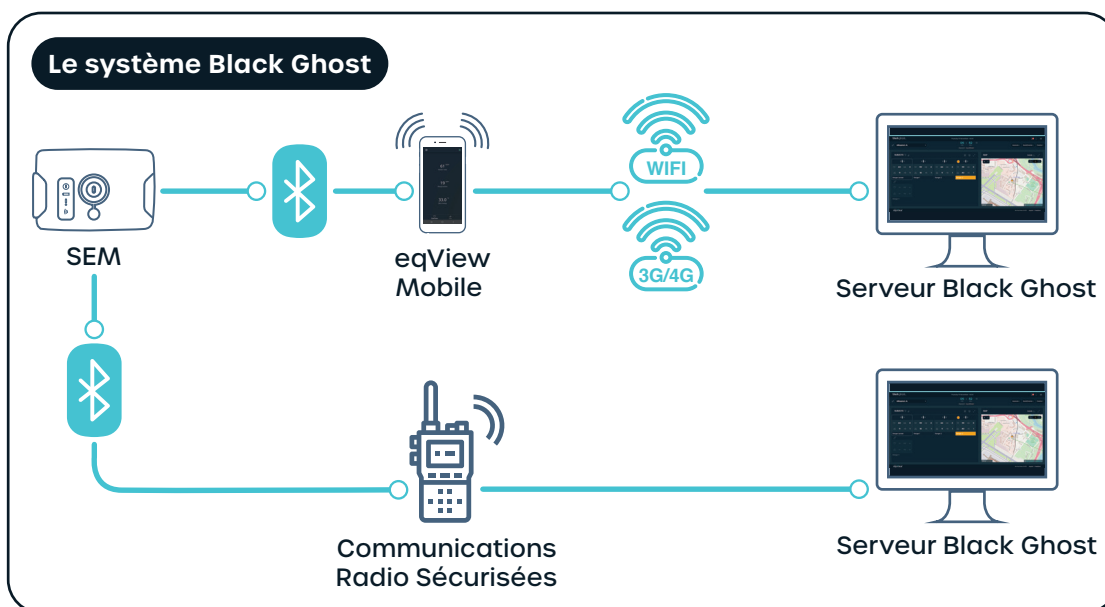 Le système Black Ghost
SEM
eqView
Mobile
WIFI
3G/4G
Serveur Black Ghost
Communications
Radio Sécurisées
Serveur Black Ghost